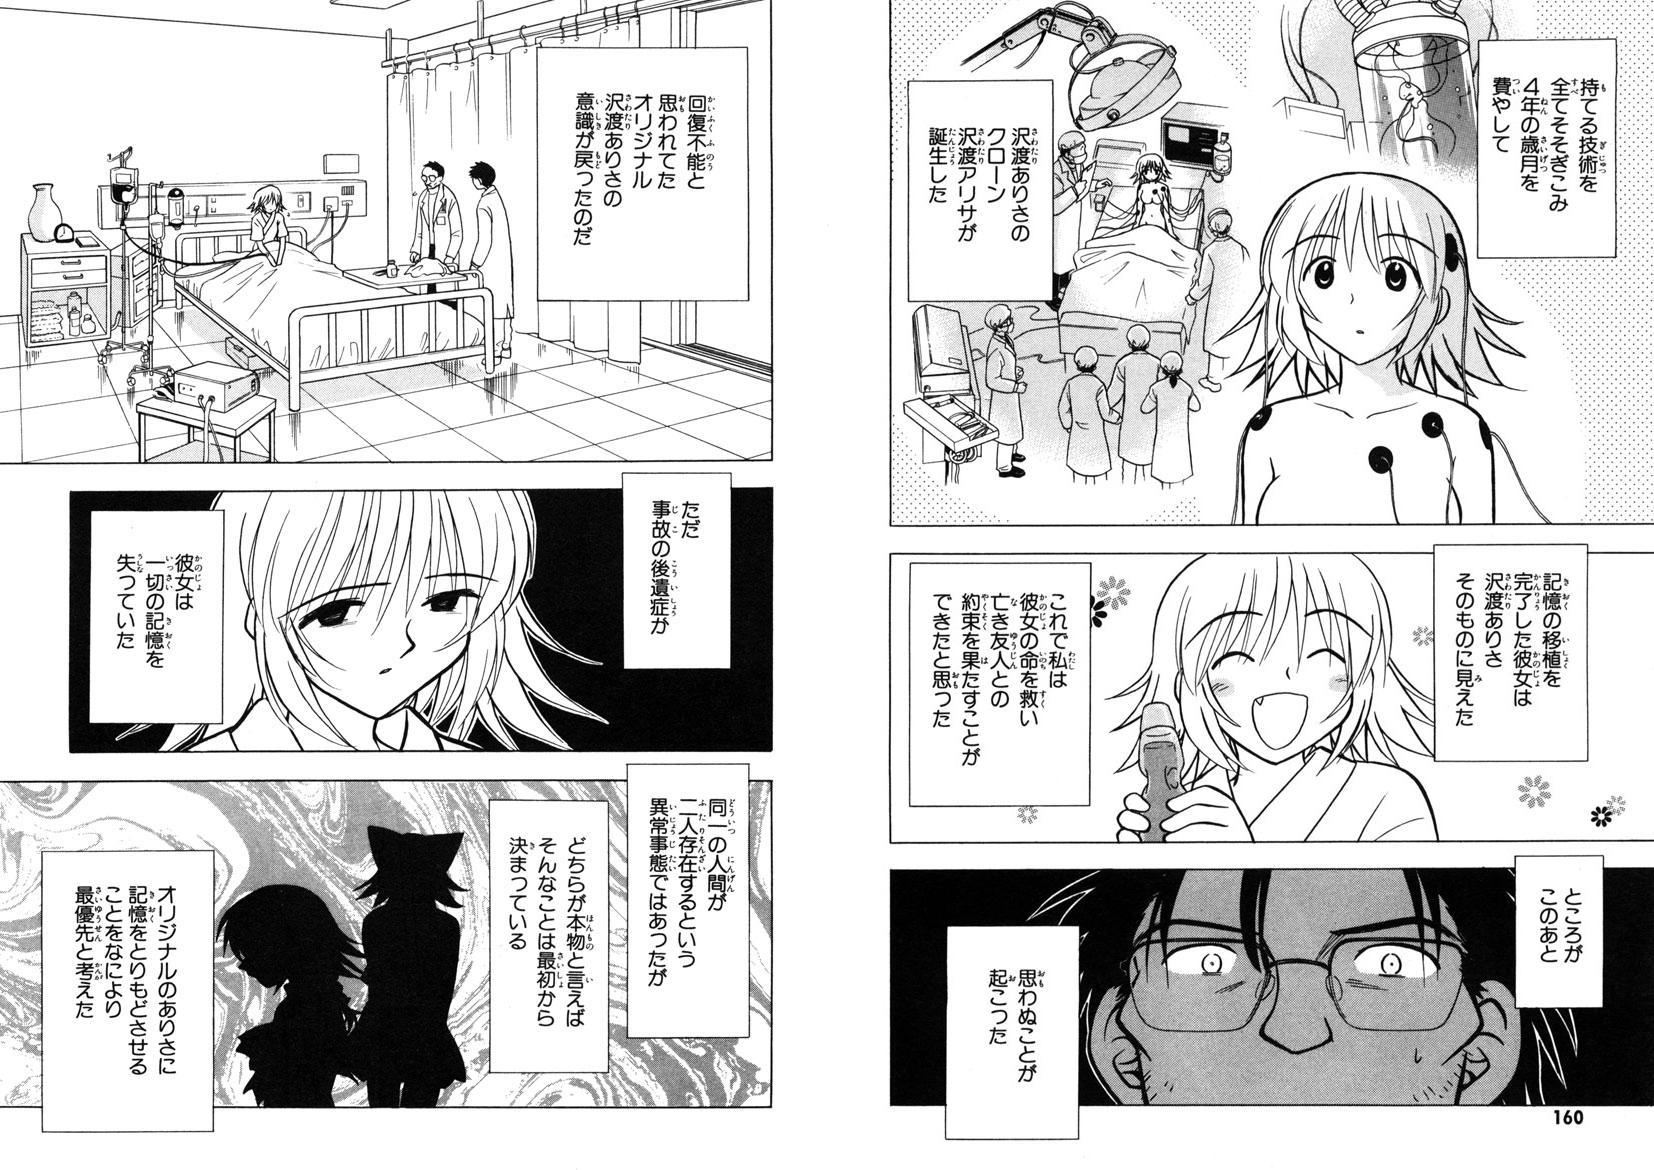 持てる技術を
全てそそぎこみ
4年の歳月を
費やして
沢渡ありさの
クローン
沢渡アリサが
誕生した
記憶の移植を
完了した彼女は
沢渡ありさ
そのものに見えた
これで私は
彼女の命を救い
亡き友人との
約束を果たすことが
できたと思った
ところが
このあと
思わぬことが
起こった
160
回復不能と
思われてた
オリジナル
沢渡ありさの
意識が戻ったのだ
ただ
事故の後遺症が
彼女は
一切の記憶を
失っていた
同一の人間が
二人存在するという
異常事態ではあったが
どちらが本物と言えば
そんなことは最初から
決まっている
オリジナルのありさに
記憶をとりもどさせる
ことをなにより
最優先と考えた